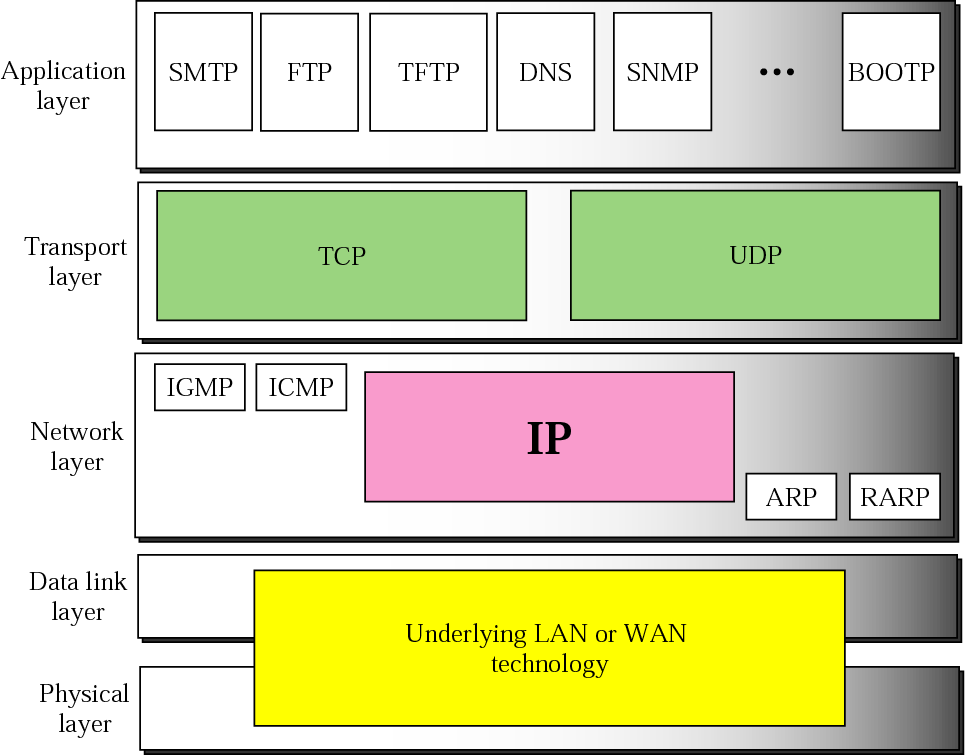 Application
layer
SMTP
FTP
TFTP
DNS
SNMP
...
BOOTP
Transport
layer
TCP
UDP
Network
layer
IGMP
ICMP
IP
ARP
RARP
Data link
layer
Underlying LAN or WAN
technology
Physical
layer